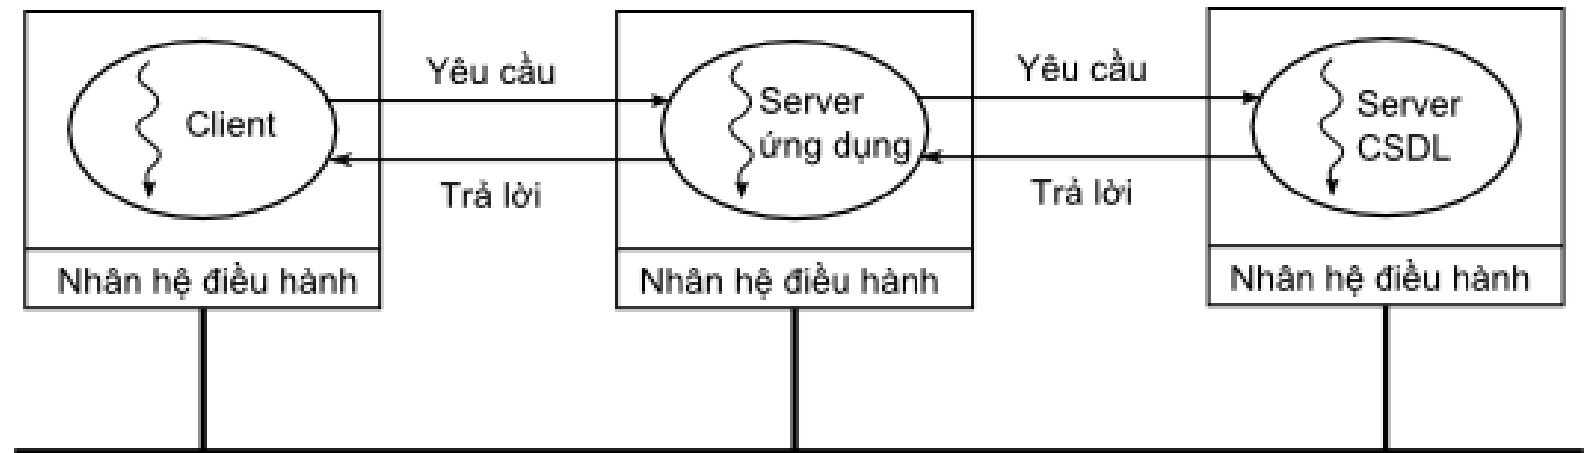 Yêu cầu
Yêu cầu
Client
Server
ứng dụng
Server
CSDL
Trả lời
Trả lời
Nhân hệ điều hành
Nhân hệ điều hành
Nhân hệ điều hành